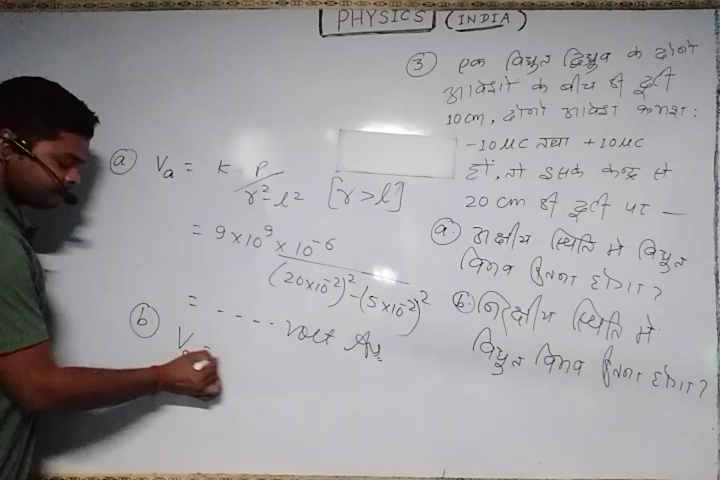 PHYSICS (INDIA)
③ एक विद्युत द्विध्रुव के दोनो
आवेशो के बीच की दूरी
10cm, दोनो आवेश क्रमश:
-10μC तथा +10μC
हों, तो इसके केन्द्र से
20 cm की दूरी पर —
ⓐ अक्षीय स्थिति मे विद्युत
विभव कितना होगा?
ⓑ निरक्षीय स्थिति मे
विद्युत विभव कितना होगा?
ⓐ Va = K · P / r² - l² [r > l]
= 9 × 10⁹ × 10⁻⁶ / (20×10⁻²)² - (5×10⁻²)²
= ----- Volt
ⓑ V